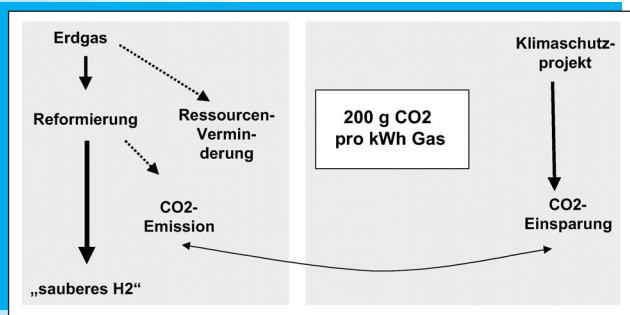 Erdgas
Reformierung
Ressourcen-
Vermin-
derung
CO2-
Emission
„sauberes H2“
200 g CO2
pro kWh Gas
Klimaschutz-
projekt
CO2-
Einsparung